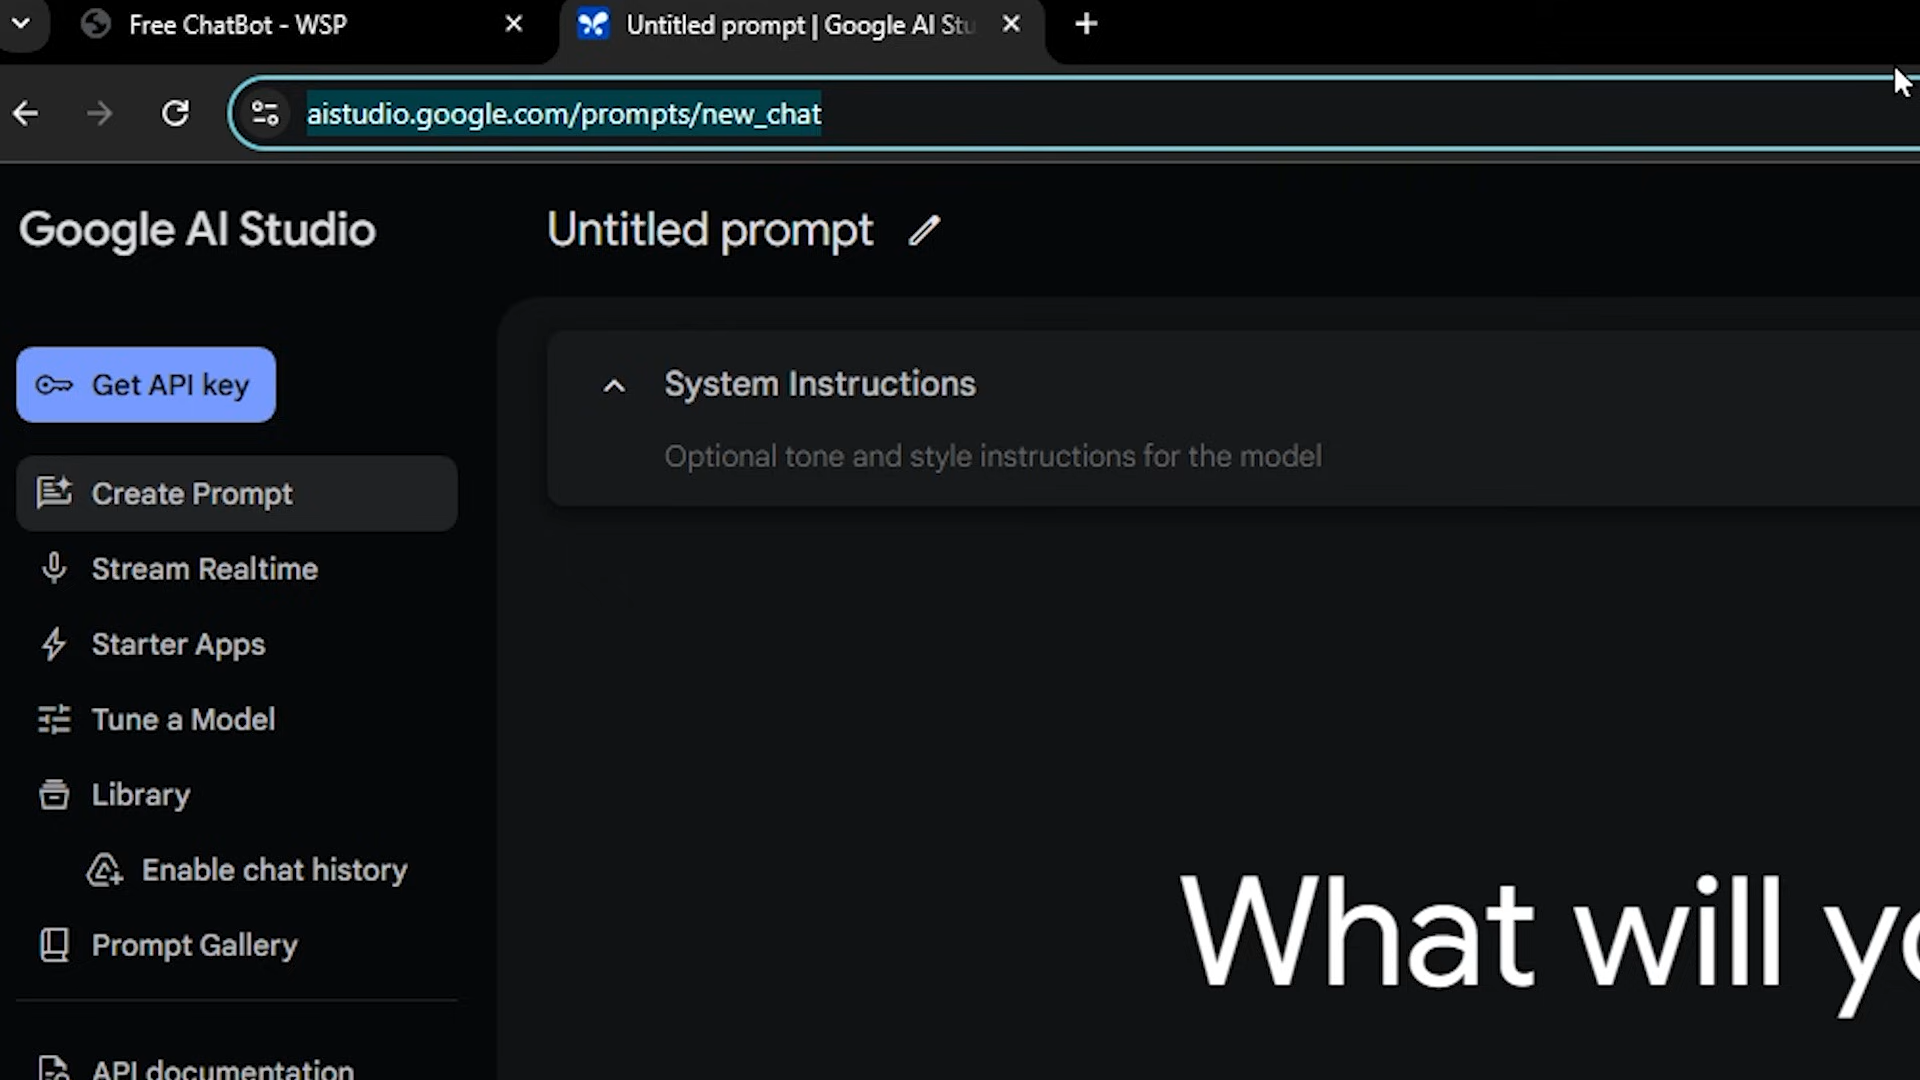 Free ChatBot - WSP
Untitled prompt | Google AI Stu
aistudio.google.com/prompts/new_chat
Google AI Studio
Untitled prompt
Get API key
System Instructions
Optional tone and style instructions for the model
Create Prompt
Stream Realtime
Starter Apps
Tune a Model
Library
Enable chat history
What will yo
Prompt Gallery
API documentation